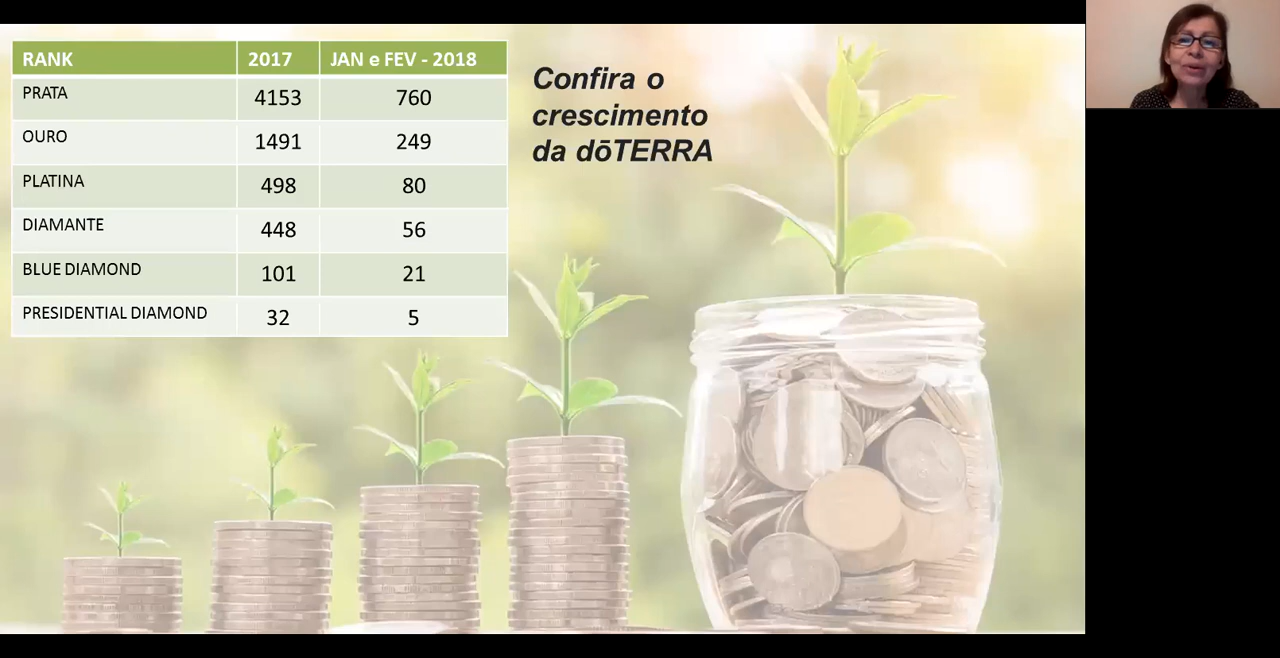 RANK 2017 JAN e FEV - 2018
PRATA 4153 760
OURO 1491 249
PLATINA 498 80
DIAMANTE 448 56
BLUE DIAMOND 101 21
PRESIDENTIAL DIAMOND 32 5
Confira o
crescimento
da dōTERRA